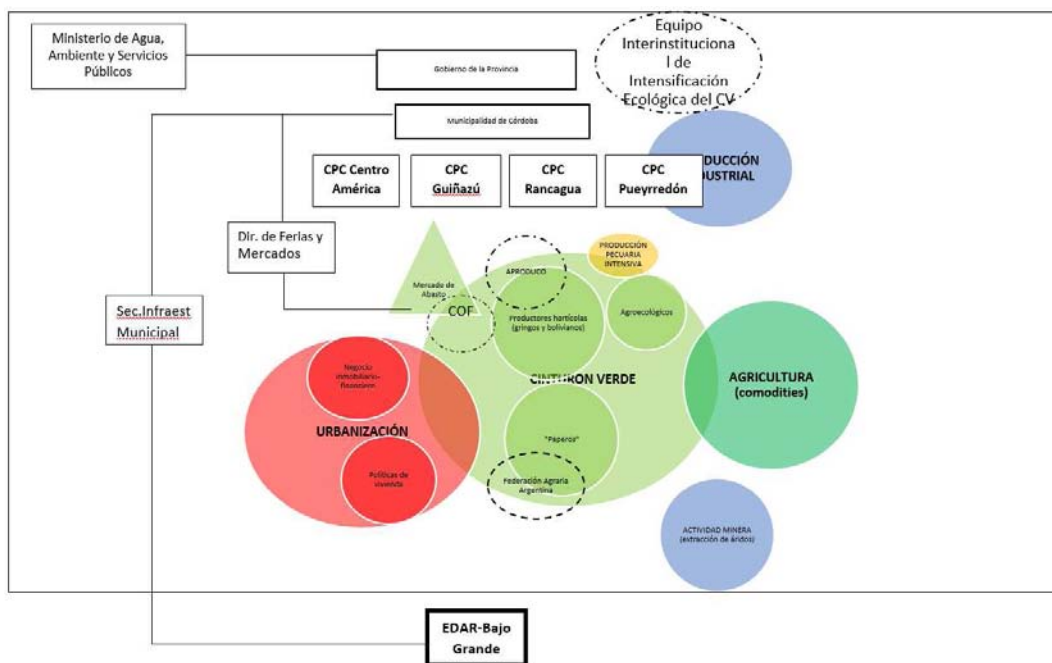 Ministerio de Agua,
Ambiente y Servicios
Públicos
Gobierno de la Provincia
Equipo
Interinstituciona
l de
Intensificación
Ecológica del CV
Municipalidad de Córdoba
CPC Centro
América
CPC
Guiñazú
CPC
Rancagua
CPC
Pueyrredón
DUCCIÓN
DUSTRIAL
Dir. de Ferias y
Mercados
Mercado de
Abasto
COF
APRODUCO
PRODUCCIÓN
PECUARIA
INTENSIVA
Productores hortícolas
(gringos y bolivianos)
Agroecológicos
Sec.Infraest
Municipal
Negocio
inmobiliario-
financiero
CINTURON VERDE
AGRICULTURA
(comodities)
URBANIZACIÓN
"Paperos"
Políticas de
vivienda
Federación Agraria
Argentina
ACTIVIDAD MINERA
(extracción de áridos)
EDAR-Bajo
Grande